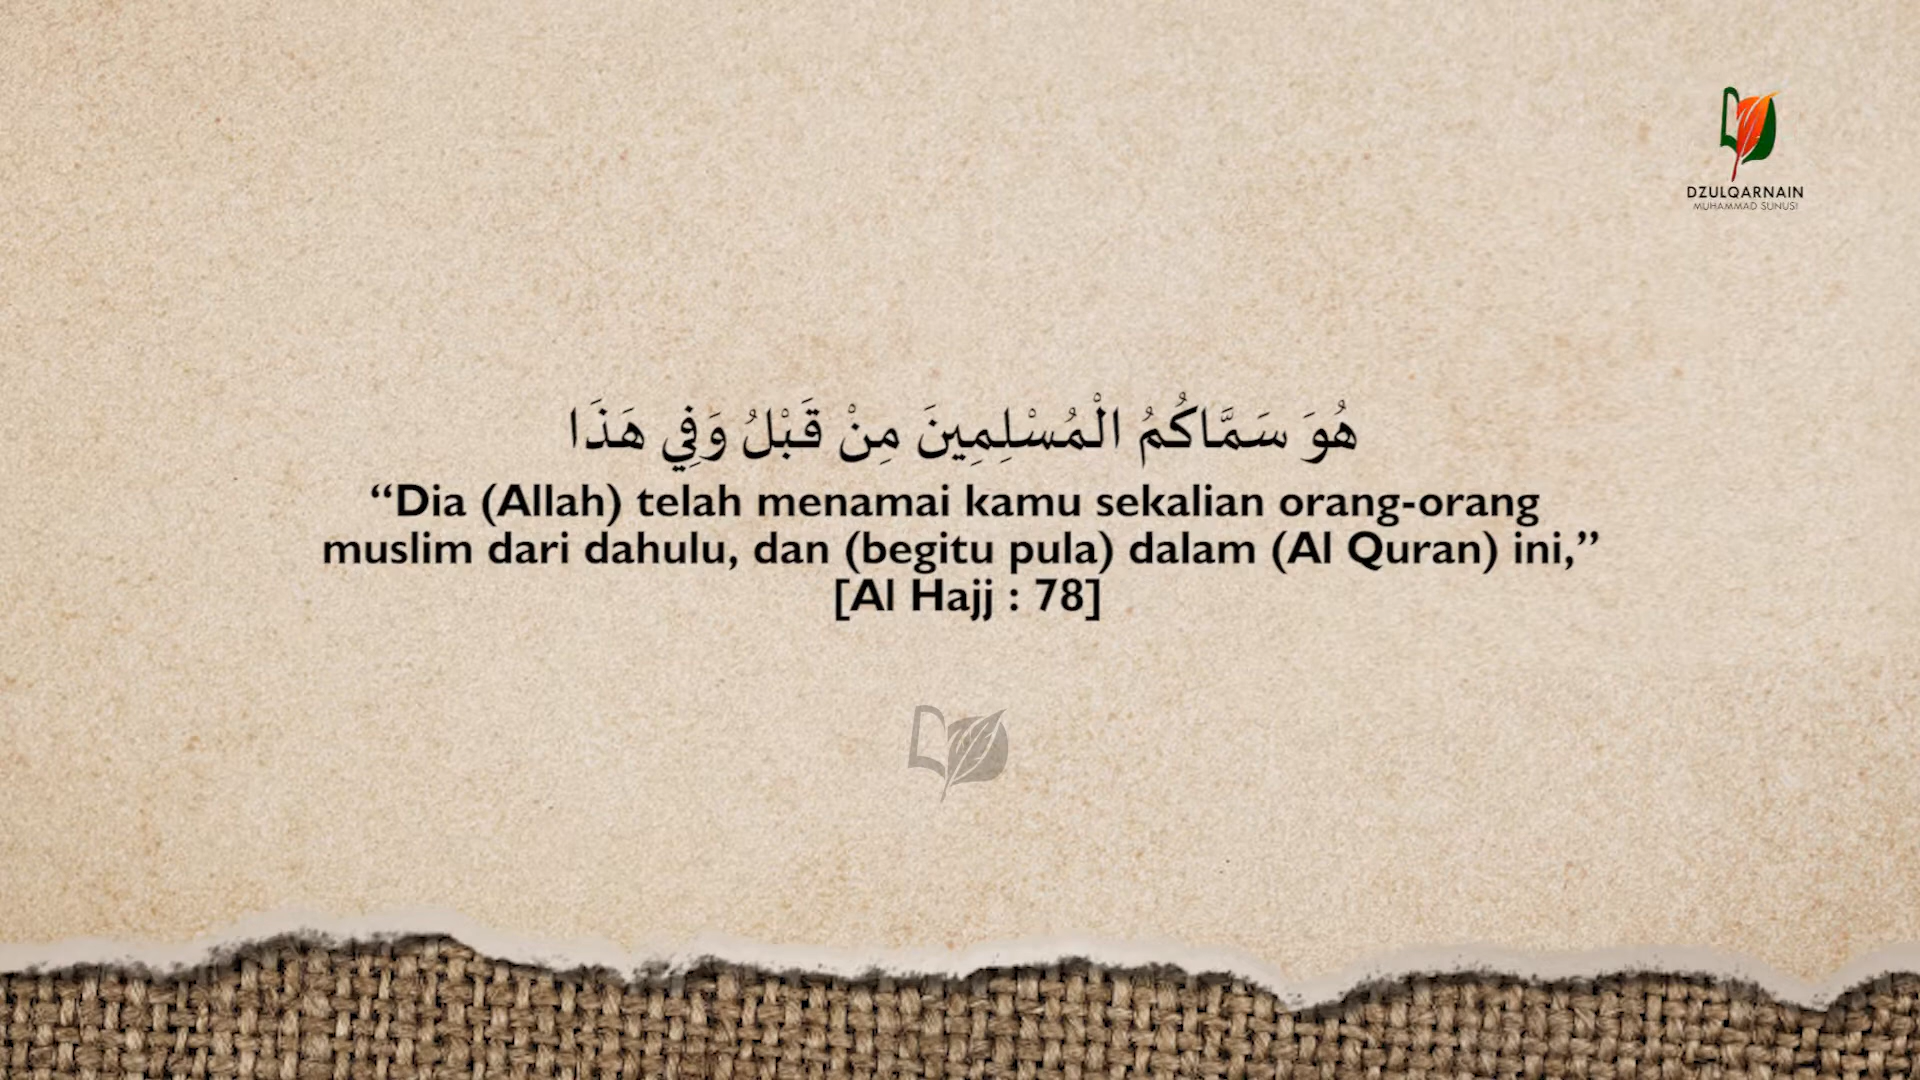 DZULQARNAIN
MUHAMMAD SUNUSI
هُوَ سَمَّاكُمُ الْمُسْلِمِينَ مِنْ قَبْلُ وَفِي هَذَا
“Dia (Allah) telah menamai kamu sekalian orang-orang
muslim dari dahulu, dan (begitu pula) dalam (Al Quran) ini,”
[Al Hajj : 78]